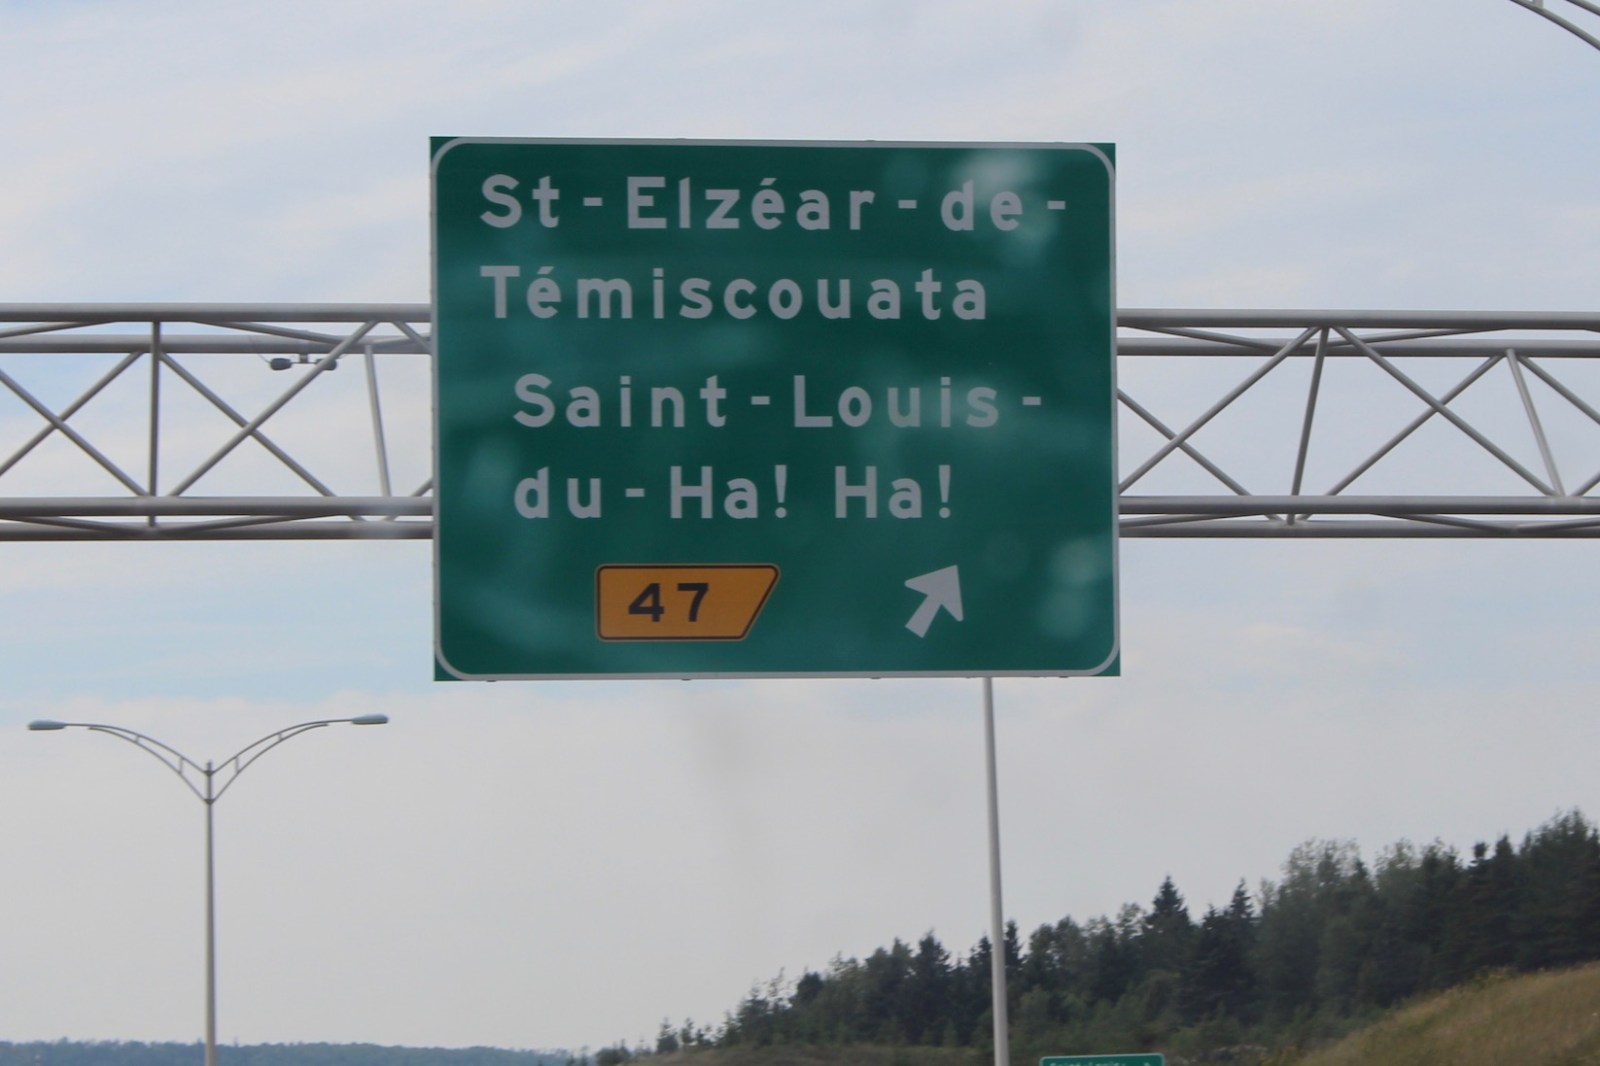 St-Elzéar-de-
Témiscouata
Saint-Louis-
du-Ha! Ha!
47